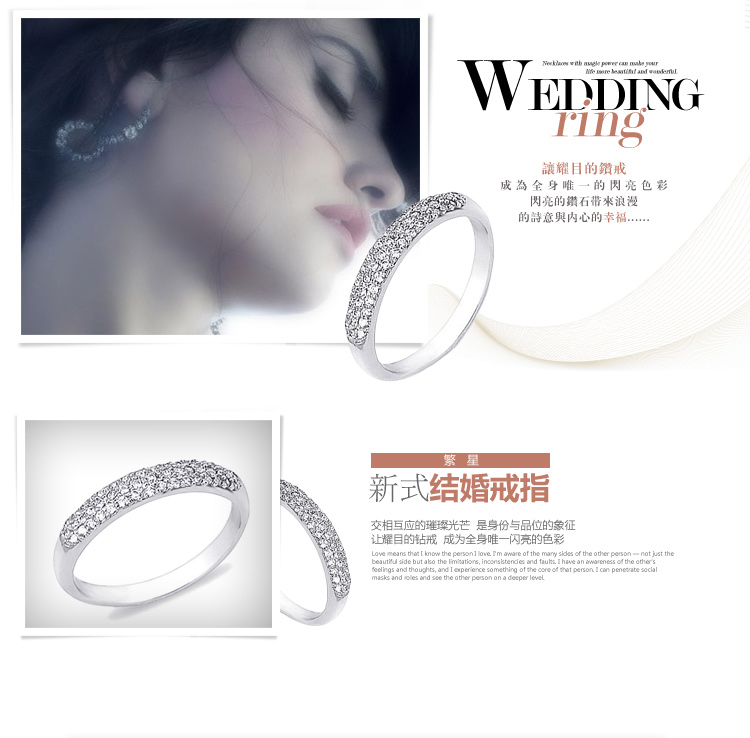 Necklaces with magic power can make your
life more beautiful and wonderful.
WEDDING
ring
讓耀目的鑽戒
成為全身唯一的閃亮色彩
閃亮的鑽石带來浪漫
的詩意與内心的幸福......
繁 星
新式结婚戒指
交相互应的璀璨光芒 是身份与品位的象征
让耀目的钻戒 成为全身唯一闪亮的色彩
Love means that I know the person I love. I'm aware of the many sides of the other person — not just the
beautiful side but also the limitations, inconsistencies and faults. I have an awareness of the other's
feelings and thoughts, and I experience something of the core of that person. I can penetrate social
masks and roles and see the other person on a deeper level.